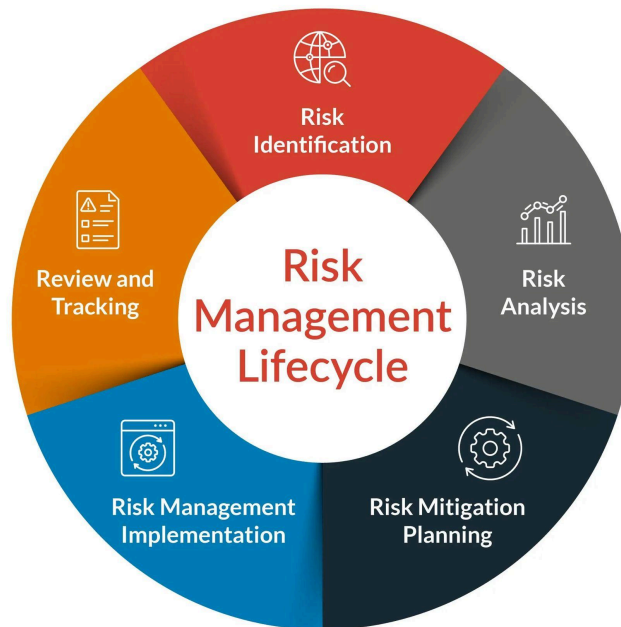 Risk
Identification
Risk
Analysis
Risk Mitigation
Planning
Risk Management
Implementation
Review and
Tracking
Risk
Management
Lifecycle